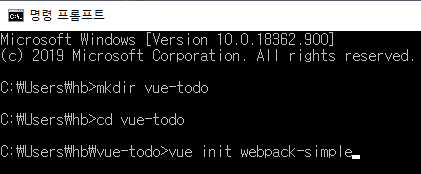 명령 프롬프트
Microsoft Windows [Version 10.0.18362.900]
(c) 2019 Microsoft Corporation. All rights reserved.
C:₩Users₩hb>mkdir vue-todo
C:₩Users₩hb>cd vue-todo
C:₩Users₩hb₩vue-todo>vue init webpack-simple